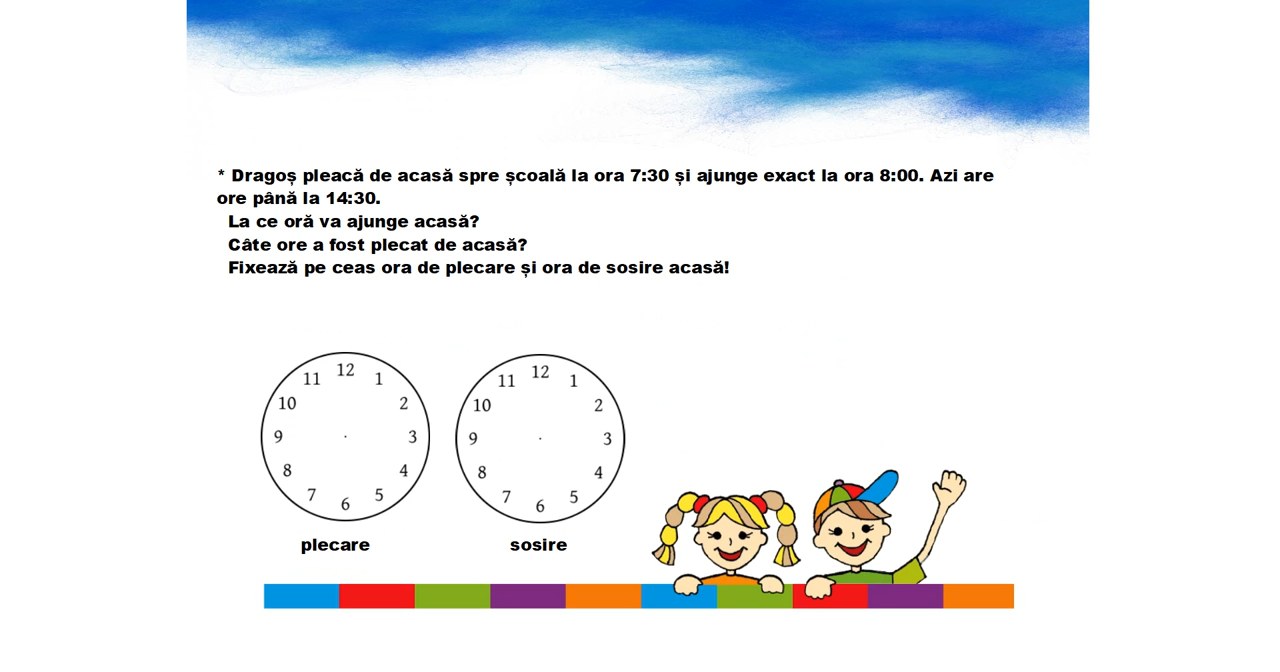 * Dragoș pleacă de acasă spre școală la ora 7:30 și ajunge exact la ora 8:00. Azi are
ore până la 14:30.
La ce oră va ajunge acasă?
Câte ore a fost plecat de acasă?
Fixează pe ceas ora de plecare și ora de sosire acasă!
12
11 1
10 2
9 3
8 4
7 5
6
12
11 1
10 2
9 3
8 4
7 5
6
plecare
sosire